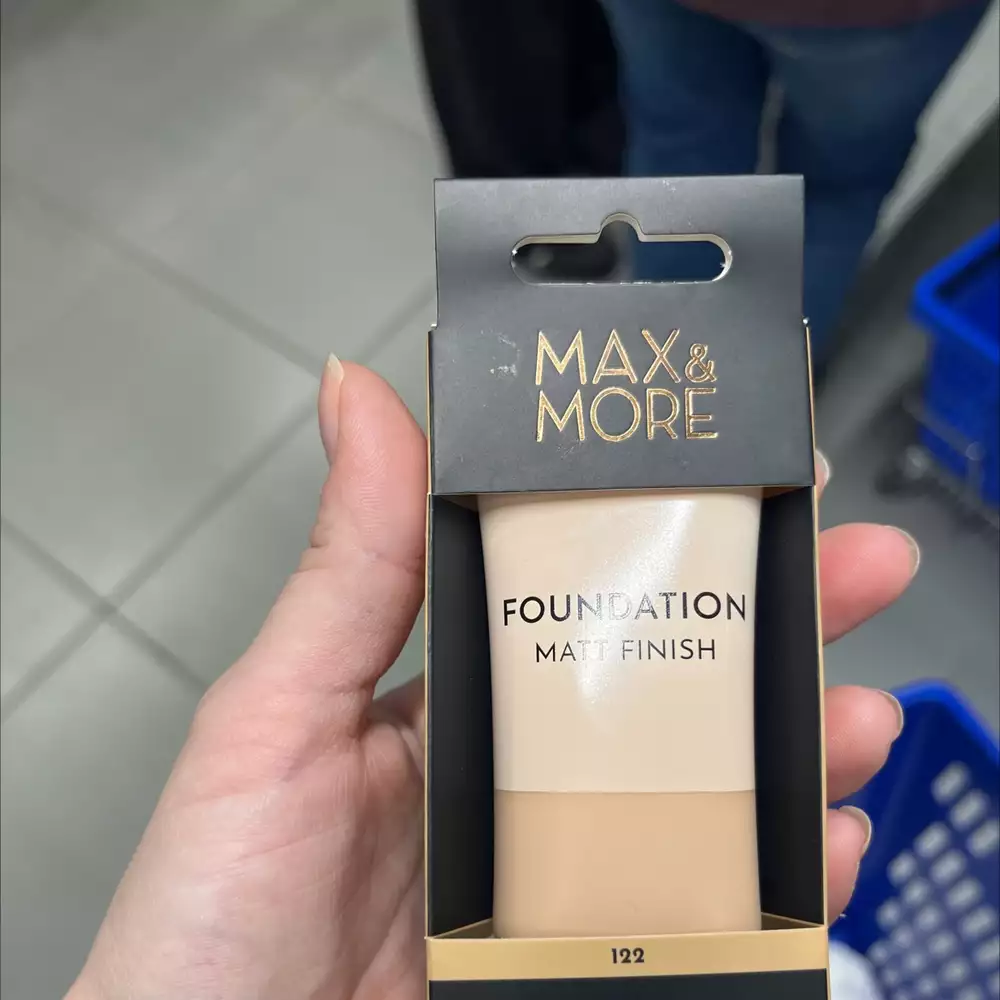 MAX &
MORE
FOUNDATION
MATT FINISH
122